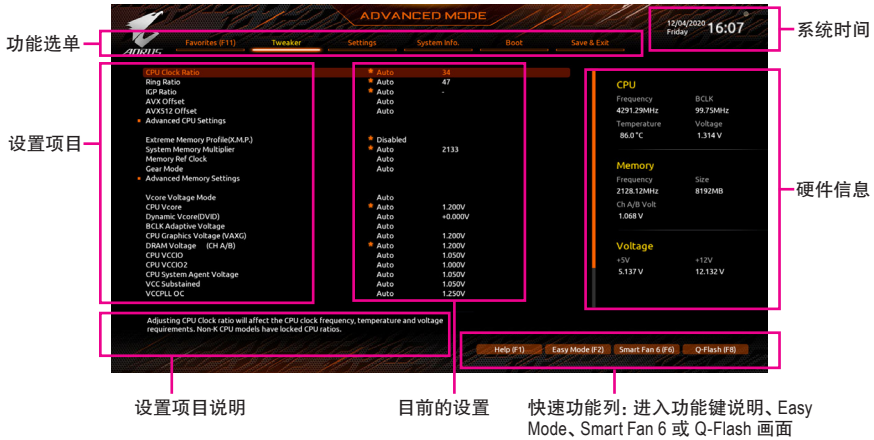 ADVANCED MODE
12/04/2020 Friday 16:07
系统时间
功能选单
AORUS
Favorites (F11) Tweaker Settings System Info. Boot Save & Exit
设置项目
CPU Clock Ratio Auto 34
Ring Ratio Auto 47
IGP Ratio Auto -
AVX Offset Auto
AVX512 Offset Auto
Advanced CPU Settings
Extreme Memory Profile(X.M.P.) Disabled
System Memory Multiplier Auto 2133
Memory Ref Clock Auto
Gear Mode Auto
Advanced Memory Settings
Vcore Voltage Mode Auto
CPU Vcore Auto 1.200V
Dynamic Vcore(DVID) Auto +0.000V
BCLK Adaptive Voltage Auto
CPU Graphics Voltage (VAXG) Auto 1.200V
DRAM Voltage (CH A/B) Auto 1.200V
CPU VCCIO Auto 1.050V
CPU VCCIO2 Auto 1.000V
CPU System Agent Voltage Auto 1.050V
VCC Substained Auto 1.050V
VCCPLL OC Auto 1.250V
CPU
Frequency BCLK
4291.29MHz 99.75MHz
Temperature Voltage
86.0 °C 1.314 V
Memory
Frequency Size
2128.12MHz 8192MB
Ch A/B Volt
1.068 V
Voltage
+5V +12V
5.137 V 12.132 V
硬件信息
Adjusting CPU Clock ratio will affect the CPU clock frequency, temperature and voltage
requirements. Non-K CPU models have locked CPU ratios.
Help (F1) Easy Mode (F2) Smart Fan 6 (F6) Q-Flash (F8)
设置项目说明
目前的设置
快速功能列: 进入功能键说明、Easy
Mode、Smart Fan 6 或 Q-Flash 画面